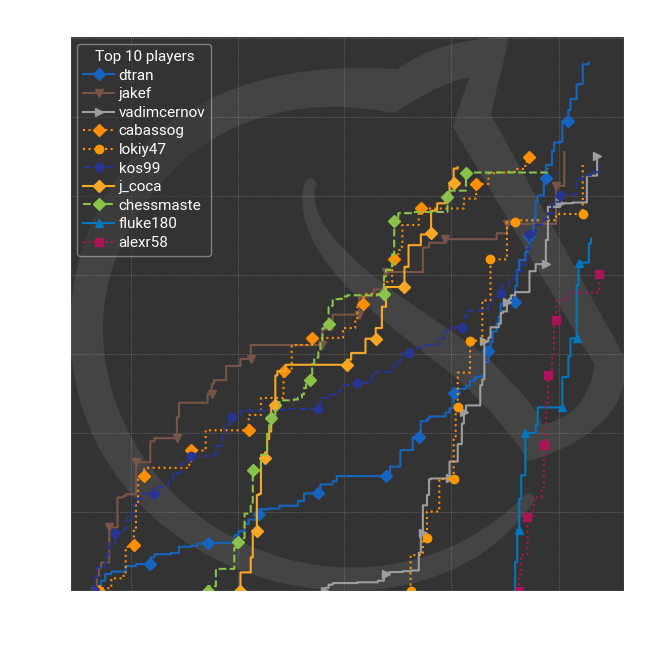 Top 10 players
dtran
jakef
vadimcernov
cabassog
lokiy47
kos99
j_coca
chessmaste
fluke180
alexr58